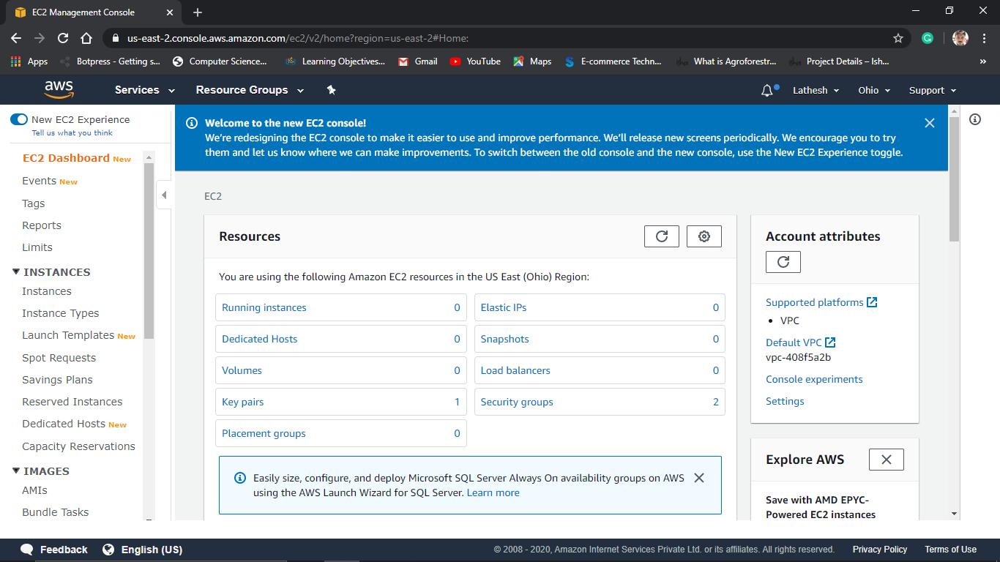 EC2 Management Console
us-east-2.console.aws.amazon.com/ec2/v2/home?region=us-east-2#Home:
Apps
Botpress - Getting s...
Computer Science...
Learning Objectives...
Gmail
YouTube
Maps
E-commerce Techn...
What is Agroforestr...
Project Details – Ish...
aws
Services
Resource Groups
Lathesh
Ohio
Support
New EC2 Experience
Tell us what you think
EC2 Dashboard New
Events New
Tags
Reports
Limits
INSTANCES
Instances
Instance Types
Launch Templates New
Spot Requests
Savings Plans
Reserved Instances
Dedicated Hosts New
Capacity Reservations
IMAGES
AMIs
Bundle Tasks
Welcome to the new EC2 console!
We're redesigning the EC2 console to make it easier to use and improve performance. We'll release new screens periodically. We encourage you to try
them and let us know where we can make improvements. To switch between the old console and the new console, use the New EC2 Experience toggle.
EC2
Resources
You are using the following Amazon EC2 resources in the US East (Ohio) Region:
Running instances 0
Elastic IPs 0
Dedicated Hosts 0
Snapshots 0
Volumes 0
Load balancers 0
Key pairs 1
Security groups 2
Placement groups 0
Easily size, configure, and deploy Microsoft SQL Server Always On availability groups on AWS
using the AWS Launch Wizard for SQL Server. Learn more
Account attributes
Supported platforms
• VPC
Default VPC
vpc-408f5a2b
Console experiments
Settings
Explore AWS
Save with AMD EPYC-
Powered EC2 instances
Feedback
English (US)
© 2008 - 2020, Amazon Internet Services Private Ltd. or its affiliates. All rights reserved.
Privacy Policy
Terms of Use